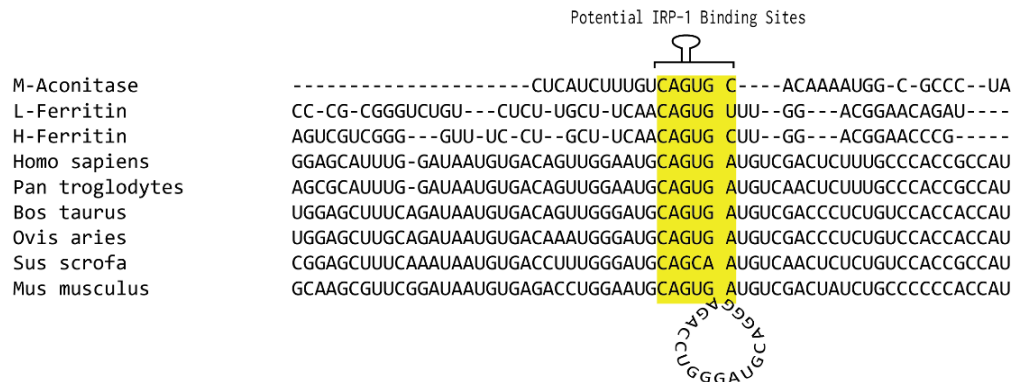 Potential IRP-1 Binding Sites
M-Aconitase ------------------CUCAUCUUUGUCAGUG C----ACAAAAUGG-C-GCCC--UA
L-Ferritin CC-CG-CGGGUCUGU---CUCU-UGCU-UCAACAGUG UUU--GG---ACGGAACAGAU----
H-Ferritin AGUCGUCGGG---GUU-UC-CU--GCU-UCAACAGUG CUU--GG---ACGGAACCCG-----
Homo sapiens GGAGCAUUUG-GAUAAUGUGACAGUUGGAAUGCAGUG AUGUCGACUCUUUGCCCACCGCCAU
Pan troglodytes AGCGCAUUUG-GAUAAUGUGACAGUUGGAAUGCAGUG AUGUCAACUCUUUGCCCACCGCCAU
Bos taurus UGGAGCUUUCAGAUAAUGUGACAGUUGGGAUGCAGUG AUGUCGACCCUCUGUCCACCACCAU
Ovis aries UGGAGCUUGCAGAUAAUGUGACAAAUGGGAUGCAGUG AUGUCGACCCUCUGUCCACCACCAU
Sus scrofa CGGAGCUUUCAAAUAAUGUGACCUUUGGGAUGCAGCA AUGUCAACUCUCUGUCCACCGCCAU
Mus musculus GCAAGCGUUCGGAUAAUGUGAGACCUGGAAUGCAGUG AUGUCGACUAUCUGCCCCCCACCAU
AGACCUGGGAUGCAGGG